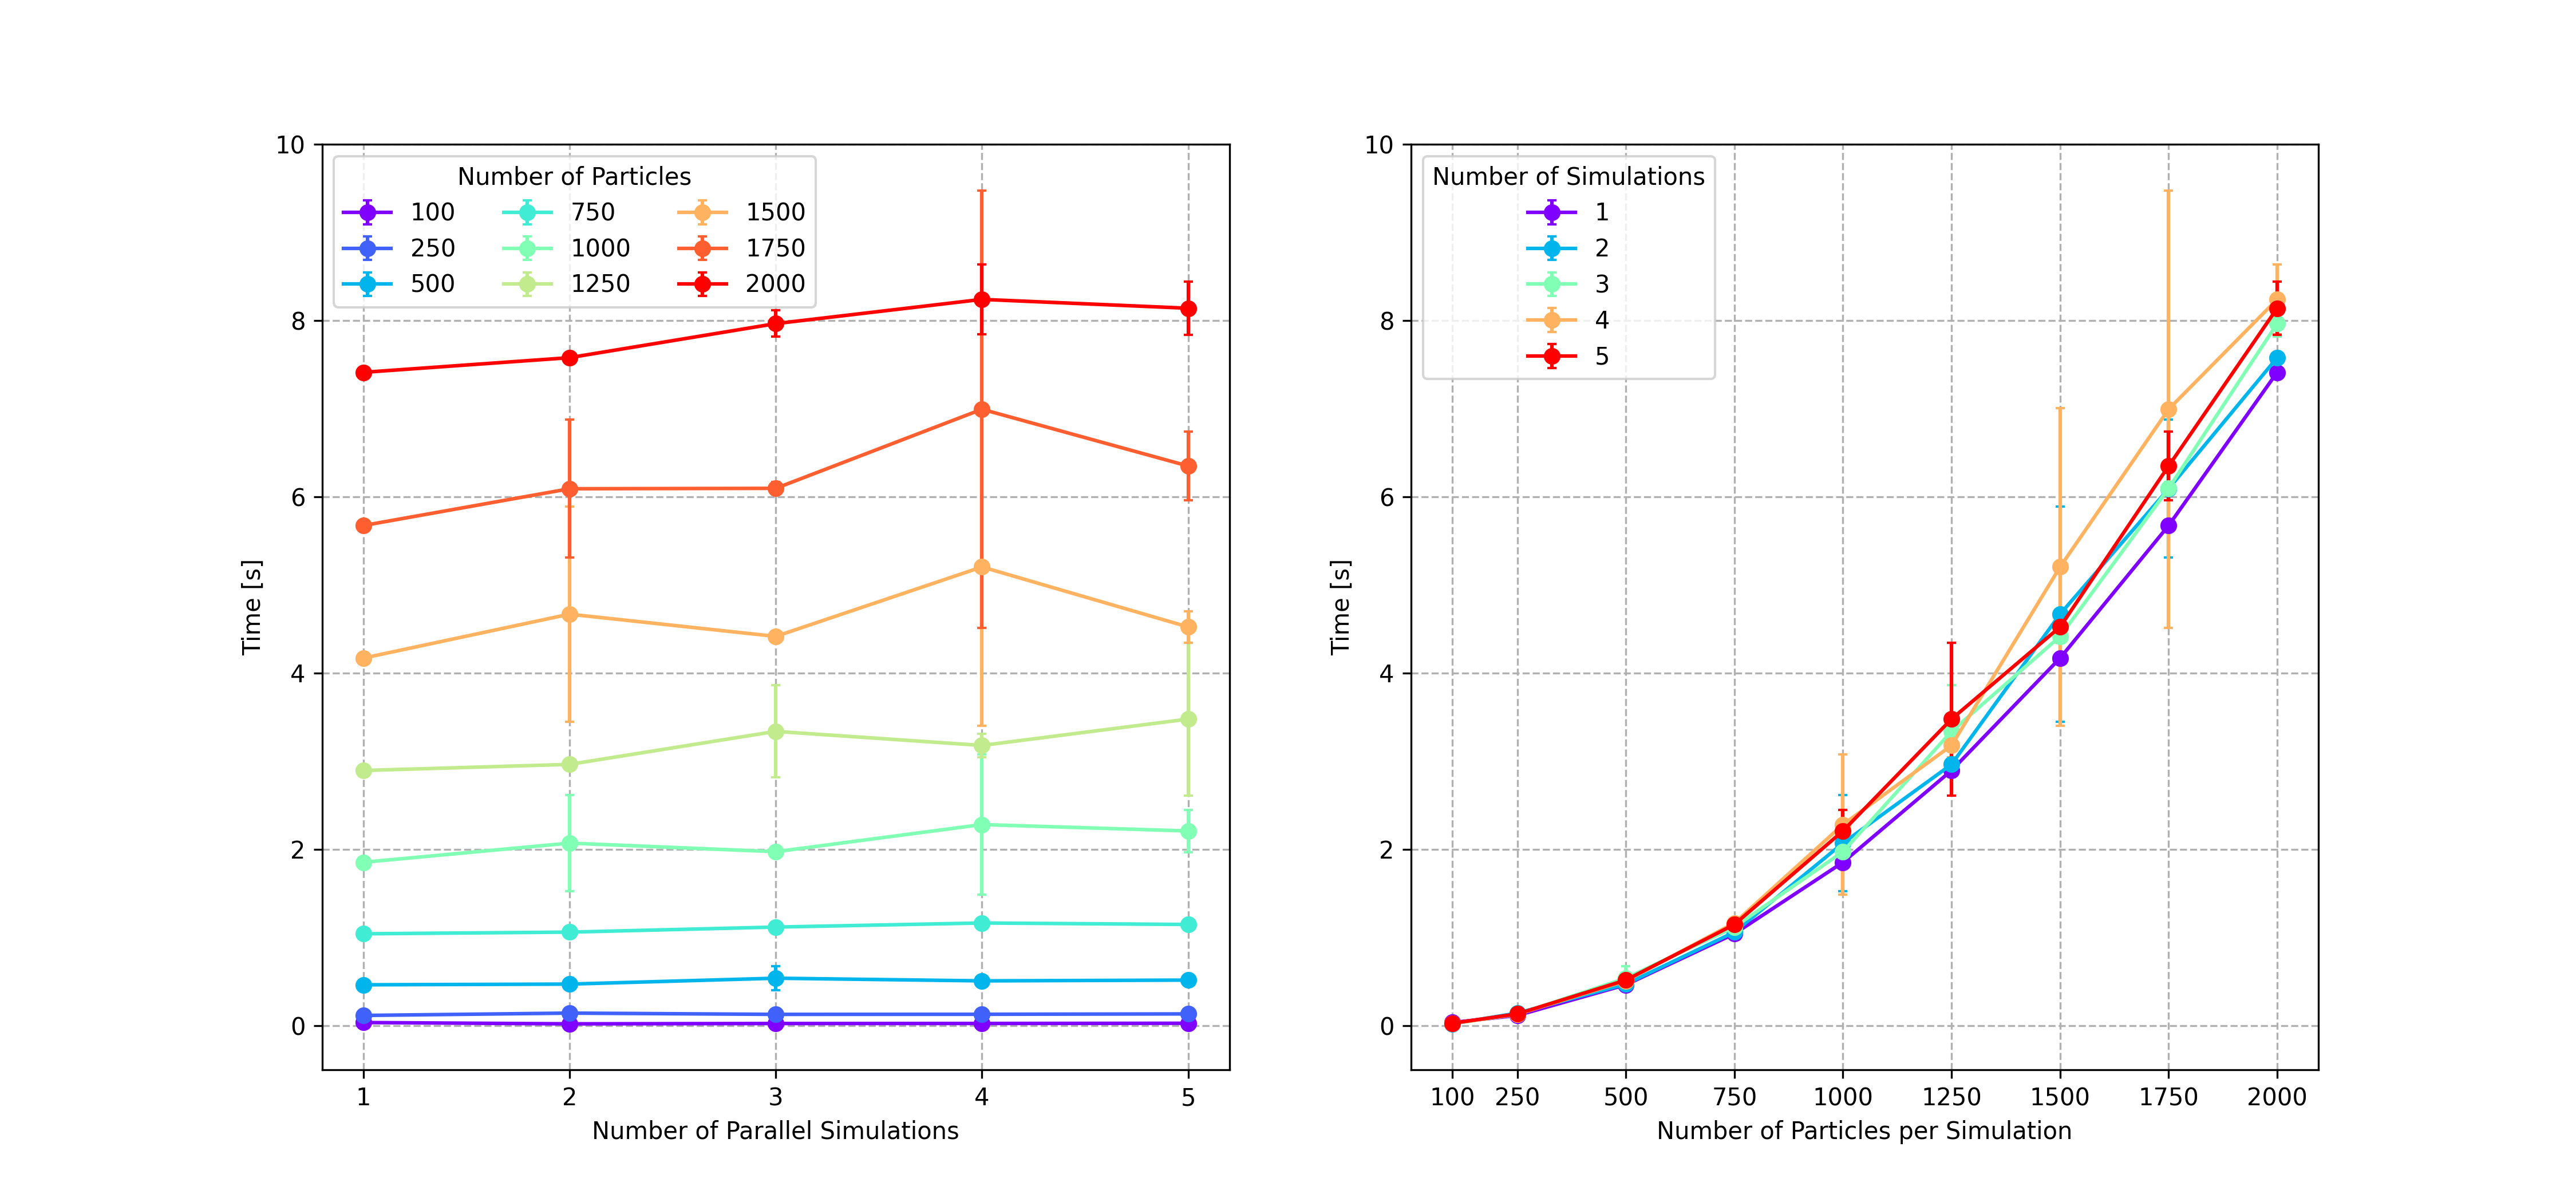 10
8
6
4
2
0
Time [s]
Number of Particles
100 750 1500
250 1000 1750
500 1250 2000
1 2 3 4 5
Number of Parallel Simulations
10
8
6
4
2
0
Time [s]
Number of Simulations
1
2
3
4
5
100 250 500 750 1000 1250 1500 1750 2000
Number of Particles per Simulation